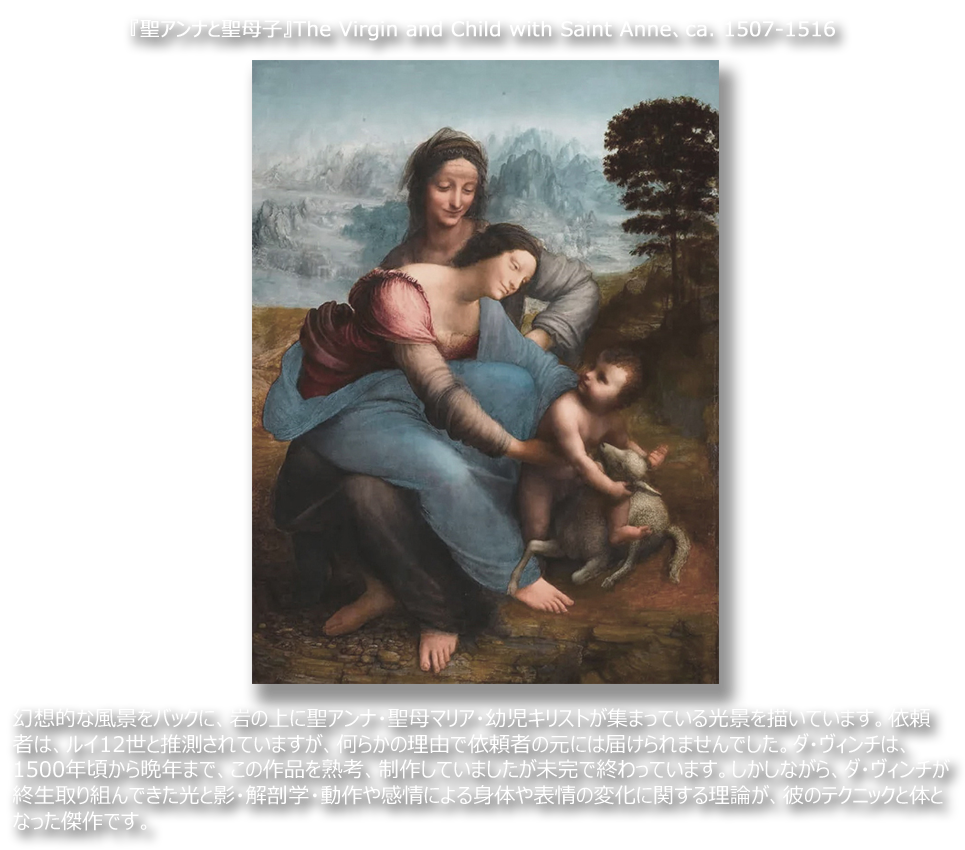 『聖アンナと聖母子』The Virgin and Child with Saint Anne、ca. 1507-1516
幻想的な風景をバックに、岩の上に聖アンナ・聖母マリア・幼児キリストが集まっている光景を描いています。依頼
者は、ルイ12世と推測されていますが、何らかの理由で依頼者の元には届けられませんでした。ダ・ヴィンチは、
1500年頃から晩年まで、この作品を熟考、制作していましたが未完で終わっています。しかしながら、ダ・ヴィンチが
終生取り組んできた光と影・解剖学・動作や感情による身体や表情の変化に関する理論が、彼のテクニックと体と
なった傑作です。